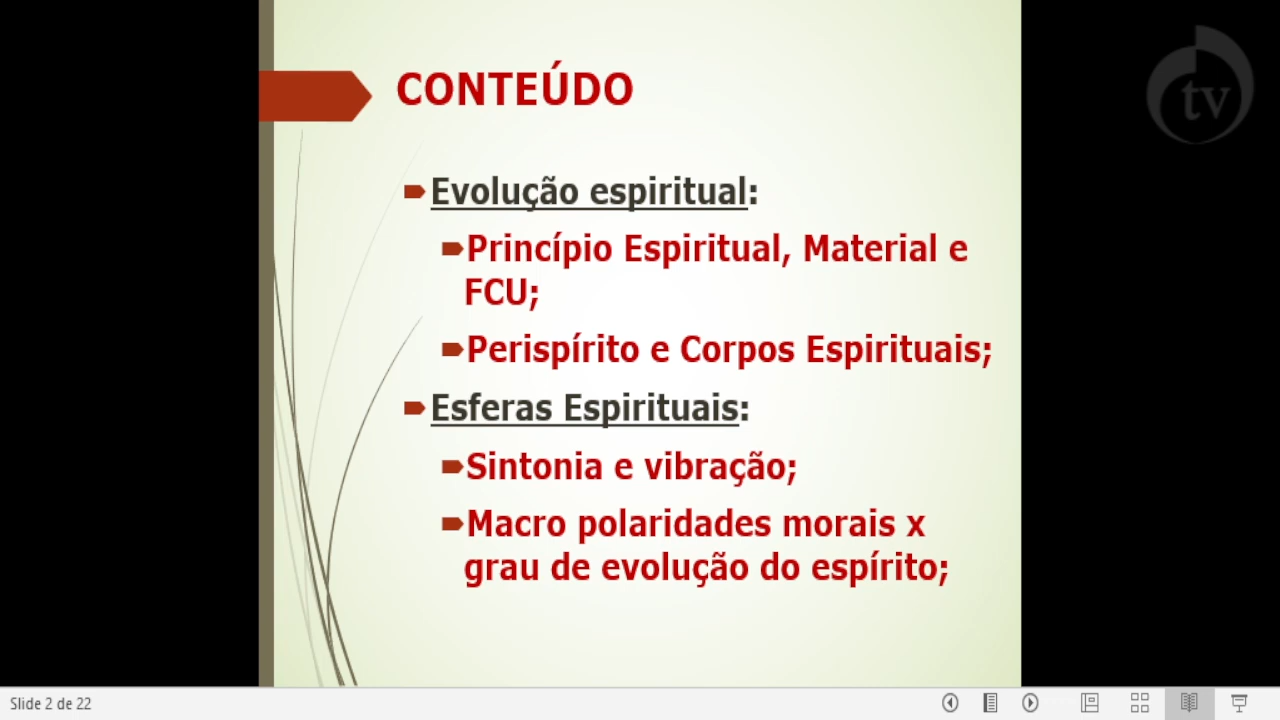 CONTEÚDO
Evolução espiritual:
Princípio Espiritual, Material e
FCU;
Perispírito e Corpos Espirituais;
Esferas Espirituais:
Sintonia e vibração;
Macro polaridades morais x
grau de evolução do espírito;
tv
Slide 2 de 22